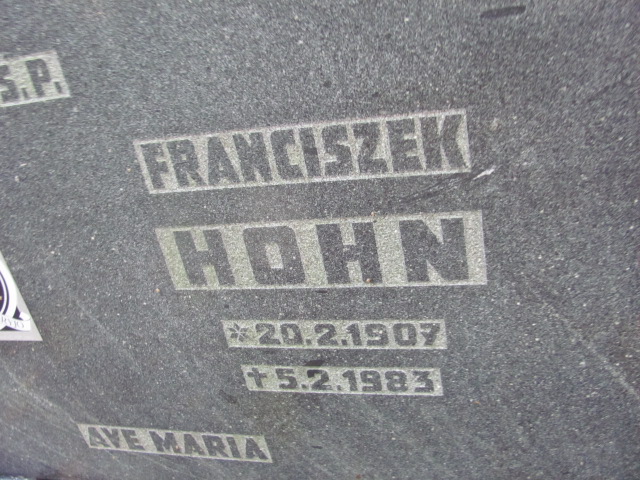 Ś.P.
FRANCISZEK
HOHN
* 20.2.1907
† 5.2.1983
AVE MARIA